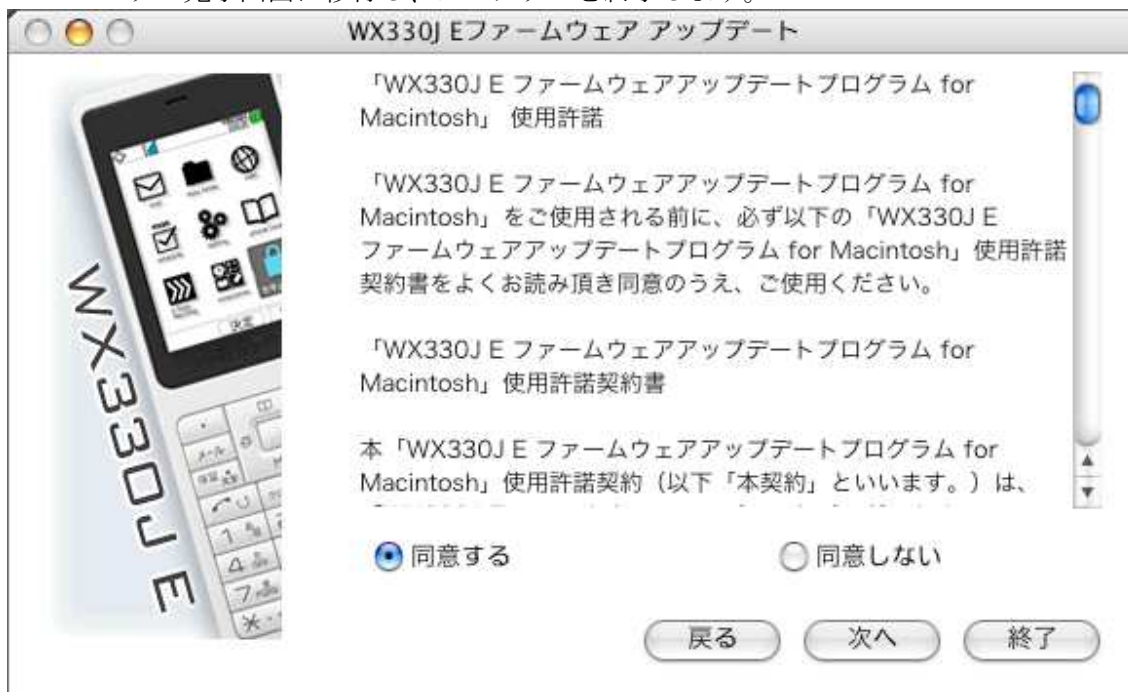 WX330J Eファームウェア アップデート
「WX330J E ファームウェアアップデートプログラム for
Macintosh」 使用許諾
「WX330J E ファームウェアアップデートプログラム for
Macintosh」をご使用される前に、必ず以下の「WX330J E
ファームウェアアップデートプログラム for Macintosh」使用許諾
契約書をよくお読み頂き同意のうえ、ご使用ください。
「WX330J E ファームウェアアップデートプログラム for
Macintosh」使用許諾契約書
本「WX330J E ファームウェアアップデートプログラム for
Macintosh」使用許諾契約（以下「本契約」といいます。）は、
WX330J E
決定
メール
1
4
7
*
同意する
同意しない
戻る
次へ
終了